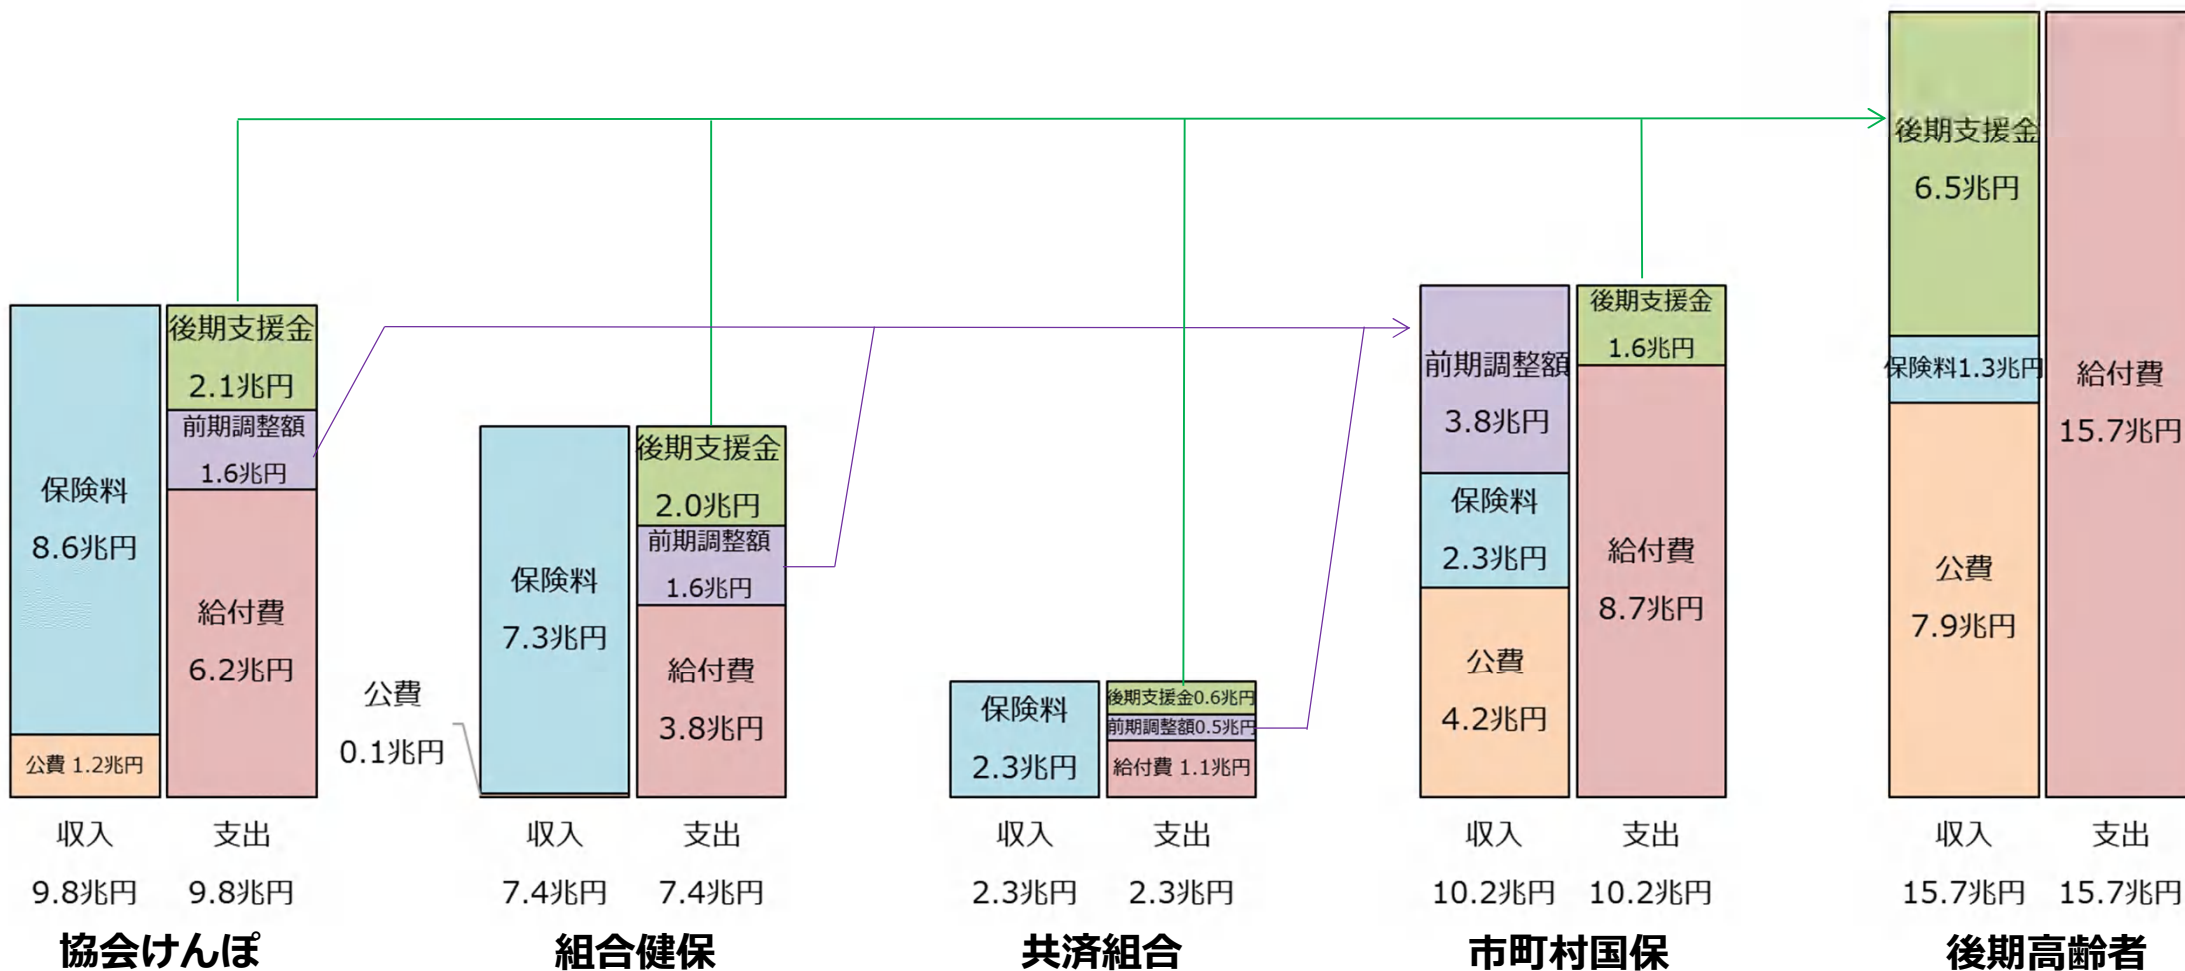 保険料
8.6兆円
公費 1.2兆円
後期支援金
2.1兆円
前期調整額
1.6兆円
給付費
6.2兆円
収入
支出
9.8兆円
9.8兆円
協会けんぽ
公費
0.1兆円
保険料
7.3兆円
後期支援金
2.0兆円
前期調整額
1.6兆円
給付費
3.8兆円
収入
支出
7.4兆円
7.4兆円
組合健保
保険料
2.3兆円
後期支援金0.6兆円
前期調整額0.5兆円
給付費 1.1兆円
収入
支出
2.3兆円
2.3兆円
共済組合
前期調整額
3.8兆円
保険料
2.3兆円
公費
4.2兆円
後期支援金
1.6兆円
給付費
8.7兆円
収入
支出
10.2兆円
10.2兆円
市町村国保
後期支援金
6.5兆円
保険料1.3兆円
公費
7.9兆円
給付費
15.7兆円
収入
支出
15.7兆円
15.7兆円
後期高齢者